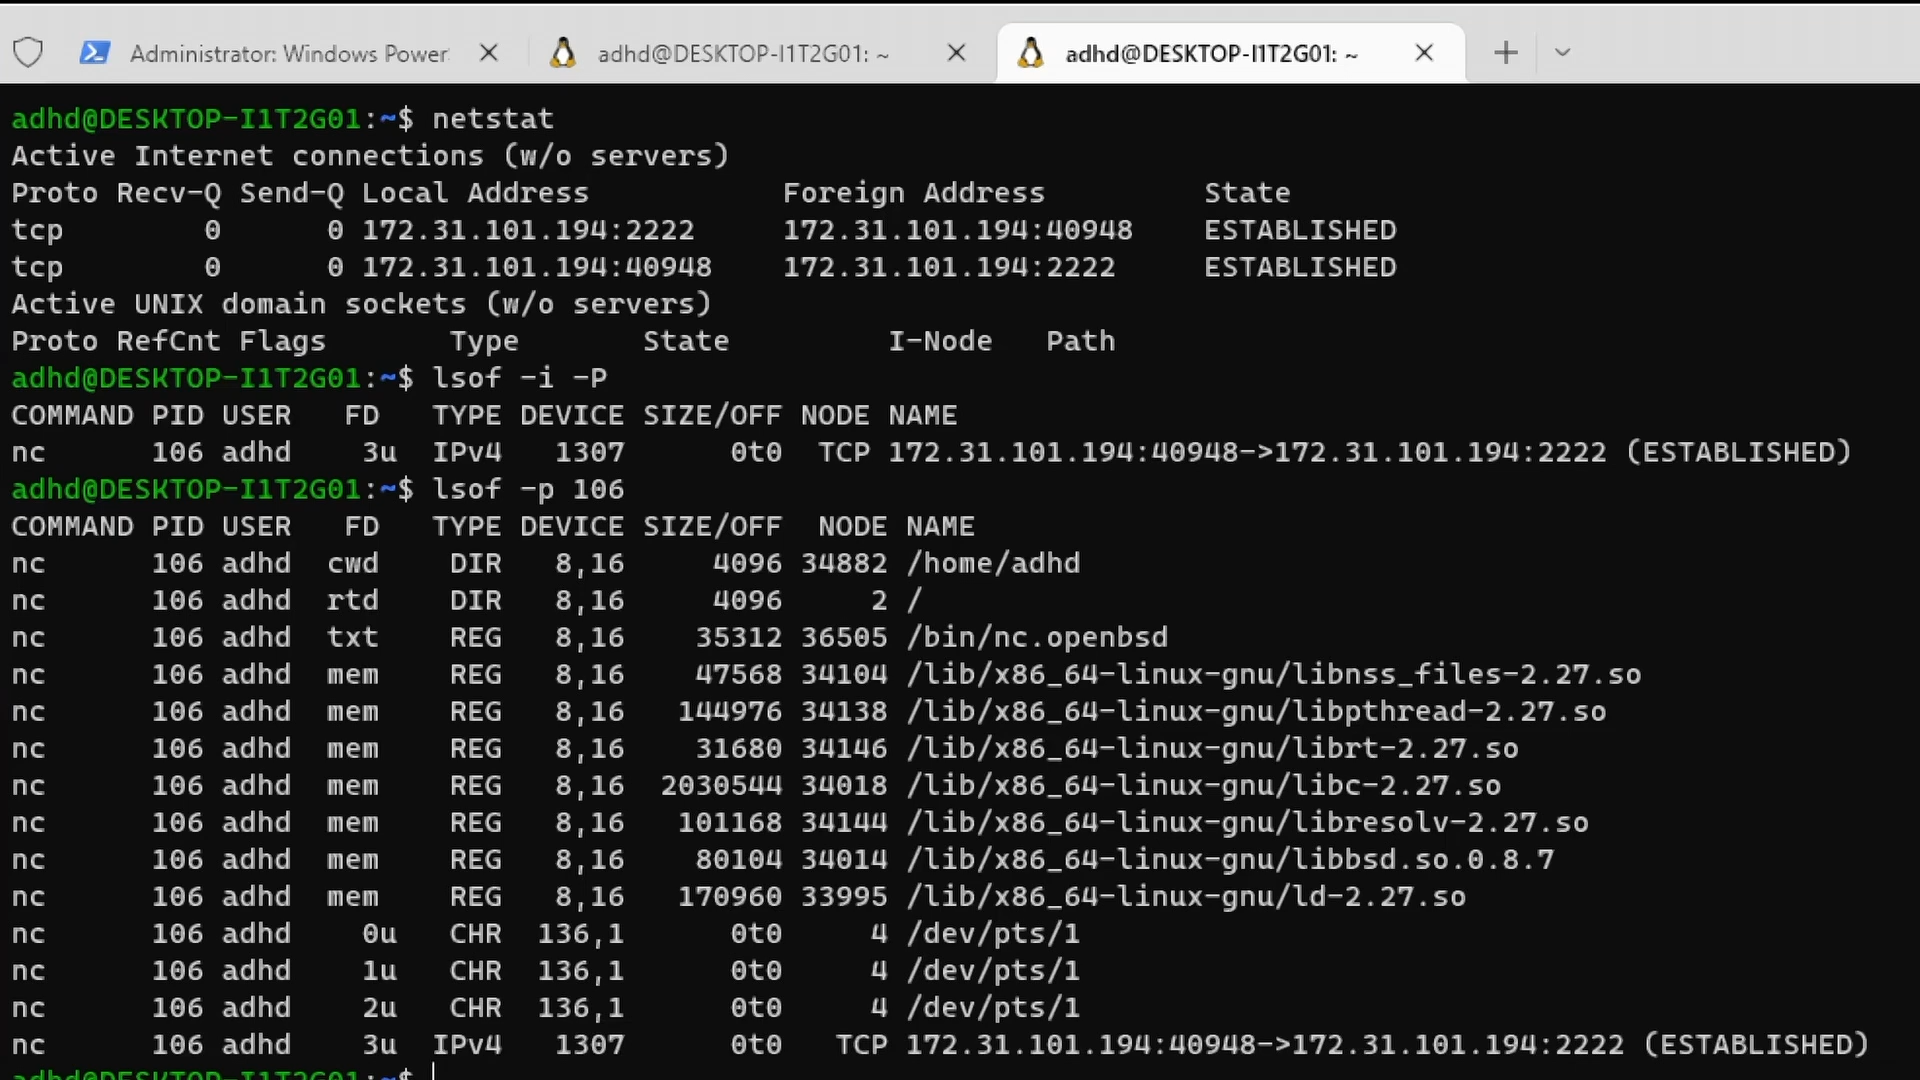 Administrator: Windows Power
adhd@DESKTOP-I1T2G01: ~
adhd@DESKTOP-I1T2G01: ~
adhd@DESKTOP-I1T2G01:~$ netstat
Active Internet connections (w/o servers)
Proto Recv-Q Send-Q Local Address           Foreign Address         State
tcp        0      0 172.31.101.194:2222     172.31.101.194:40948    ESTABLISHED
tcp        0      0 172.31.101.194:40948    172.31.101.194:2222     ESTABLISHED
Active UNIX domain sockets (w/o servers)
Proto RefCnt Flags       Type       State         I-Node   Path
adhd@DESKTOP-I1T2G01:~$ lsof -i -P
COMMAND PID USER   FD   TYPE DEVICE SIZE/OFF NODE NAME
nc      106 adhd    3u  IPv4   1307      0t0  TCP 172.31.101.194:40948->172.31.101.194:2222 (ESTABLISHED)
adhd@DESKTOP-I1T2G01:~$ lsof -p 106
COMMAND PID USER   FD   TYPE DEVICE SIZE/OFF  NODE NAME
nc      106 adhd  cwd    DIR   8,16     4096 34882 /home/adhd
nc      106 adhd  rtd    DIR   8,16     4096     2 /
nc      106 adhd  txt    REG   8,16    35312 36505 /bin/nc.openbsd
nc      106 adhd  mem    REG   8,16    47568 34104 /lib/x86_64-linux-gnu/libnss_files-2.27.so
nc      106 adhd  mem    REG   8,16   144976 34138 /lib/x86_64-linux-gnu/libpthread-2.27.so
nc      106 adhd  mem    REG   8,16    31680 34146 /lib/x86_64-linux-gnu/librt-2.27.so
nc      106 adhd  mem    REG   8,16  2030544 34018 /lib/x86_64-linux-gnu/libc-2.27.so
nc      106 adhd  mem    REG   8,16   101168 34144 /lib/x86_64-linux-gnu/libresolv-2.27.so
nc      106 adhd  mem    REG   8,16    80104 34014 /lib/x86_64-linux-gnu/libbsd.so.0.8.7
nc      106 adhd  mem    REG   8,16   170960 33995 /lib/x86_64-linux-gnu/ld-2.27.so
nc      106 adhd    0u   CHR  136,1      0t0     4 /dev/pts/1
nc      106 adhd    1u   CHR  136,1      0t0     4 /dev/pts/1
nc      106 adhd    2u   CHR  136,1      0t0     4 /dev/pts/1
nc      106 adhd    3u  IPv4   1307      0t0   TCP 172.31.101.194:40948->172.31.101.194:2222 (ESTABLISHED)
adhd@DESKTOP-I1T2G01:~$